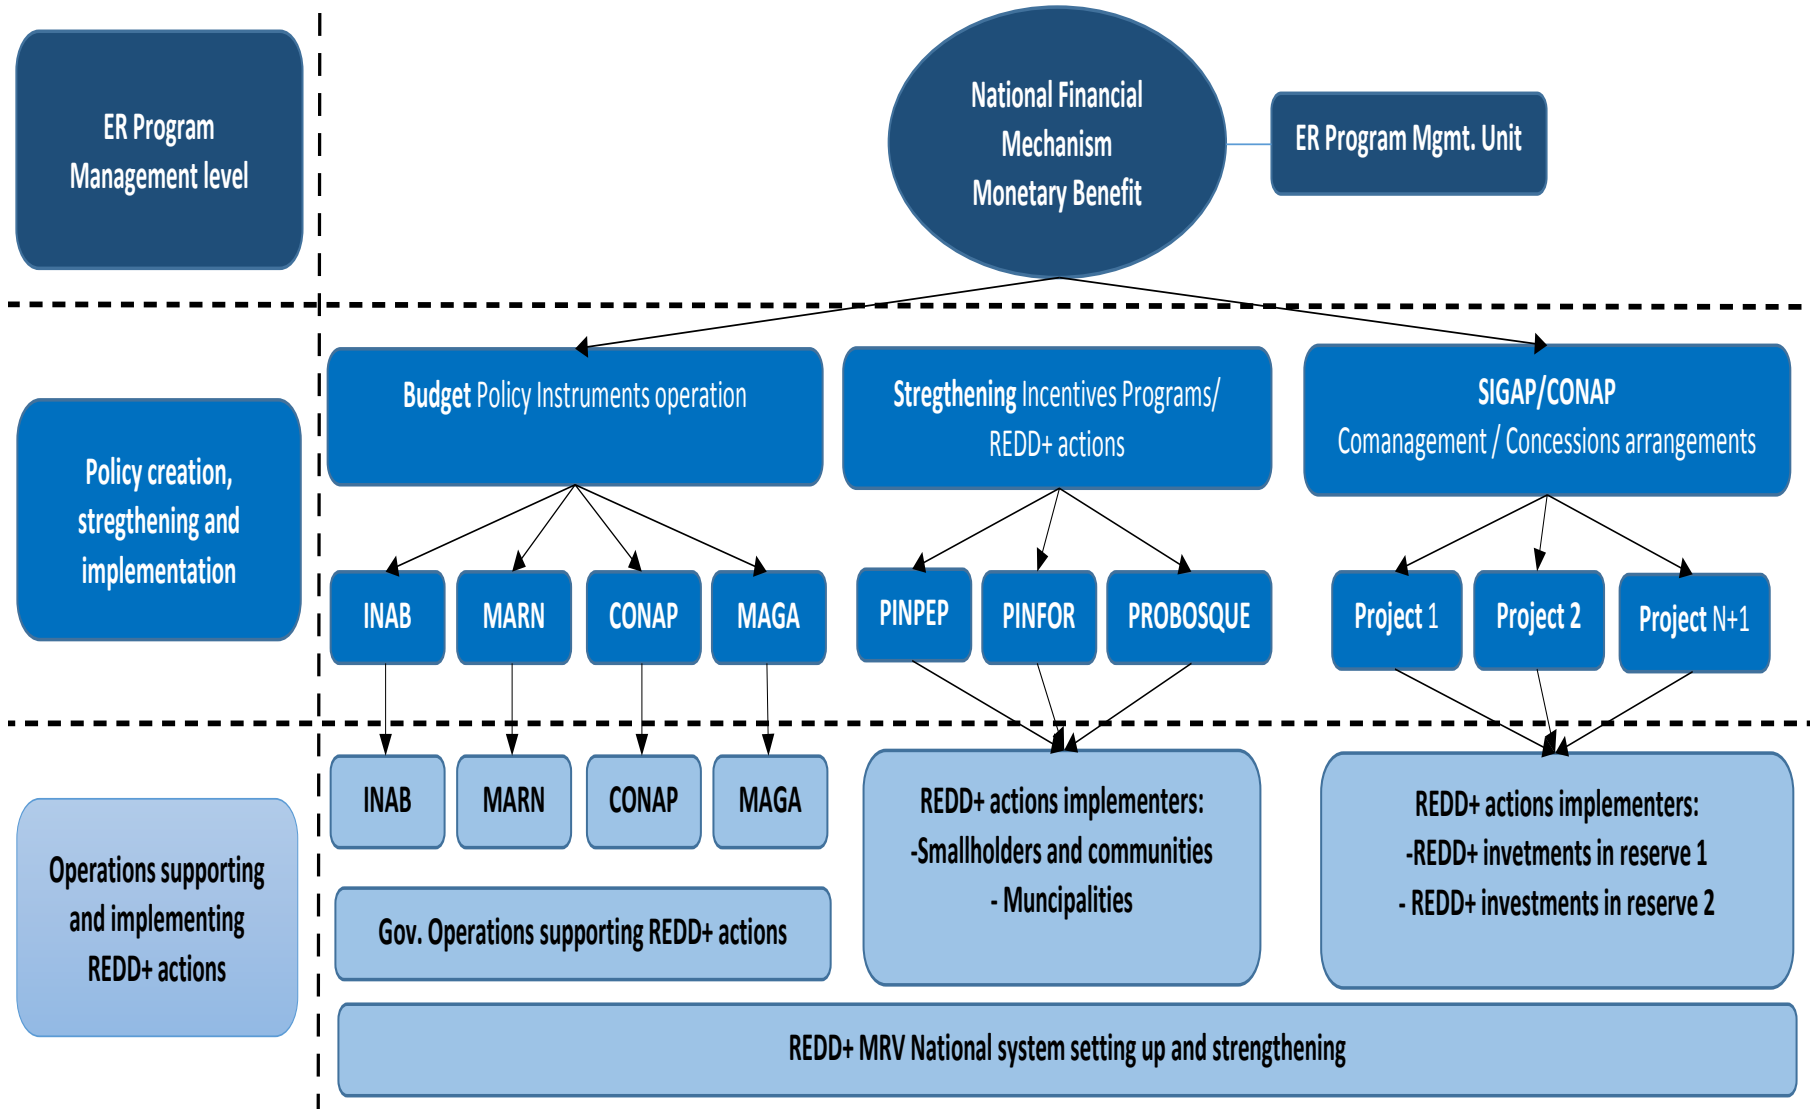 ER Program
Management level
National Financial
Mechanism
Monetary Benefit
ER Program Mgmt. Unit
Policy creation,
stregthening and
implementation
Budget Policy Instruments operation
Stregthening Incentives Programs/
REDD+ actions
SIGAP/CONAP
Comanagement / Concessions arrangements
INAB
MARN
CONAP
MAGA
PINPEP
PINFOR
PROBOSQUE
Project 1
Project 2
Project N+1
Operations supporting
and implementing
REDD+ actions
INAB
MARN
CONAP
MAGA
Gov. Operations supporting REDD+ actions
REDD+ actions implementers:
-Smallholders and communities
- Muncipalities
REDD+ actions implementers:
-REDD+ invetments in reserve 1
- REDD+ investments in reserve 2
REDD+ MRV National system setting up and strengthening